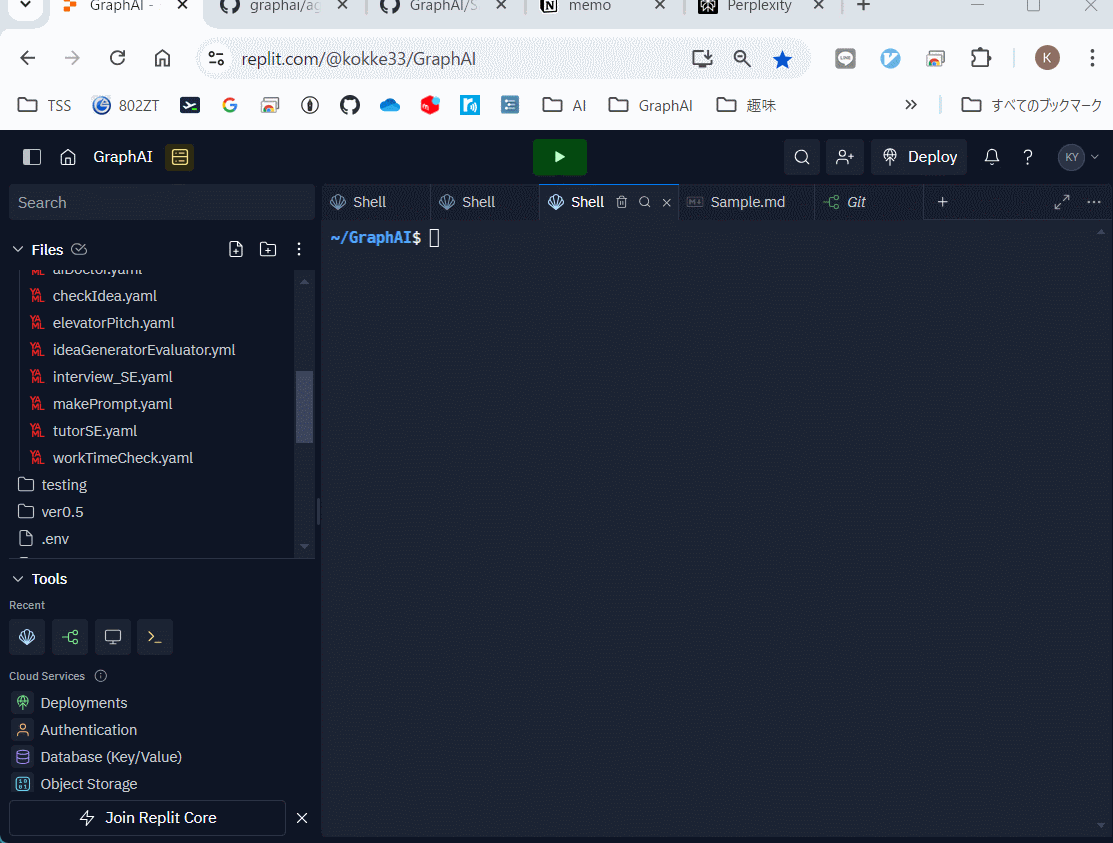 GraphAI -
graphai/ag
GraphAI/S
memo
Perplexity
replit.com/@kokke33/GraphAI
LINE
K
TSS
802ZT
AI
GraphAI
趣味
すべてのブックマーク
GraphAI
Deploy
KY
Search
Shell
Shell
Shell
Sample.md
Git
~/GraphAI$
Files
aiDoctor.yaml
checkIdea.yaml
elevatorPitch.yaml
ideaGeneratorEvaluator.yml
interview_SE.yaml
makePrompt.yaml
tutorSE.yaml
workTimeCheck.yaml
testing
ver0.5
.env
Tools
Recent
Cloud Services
Deployments
Authentication
Database (Key/Value)
Object Storage
Join Replit Core